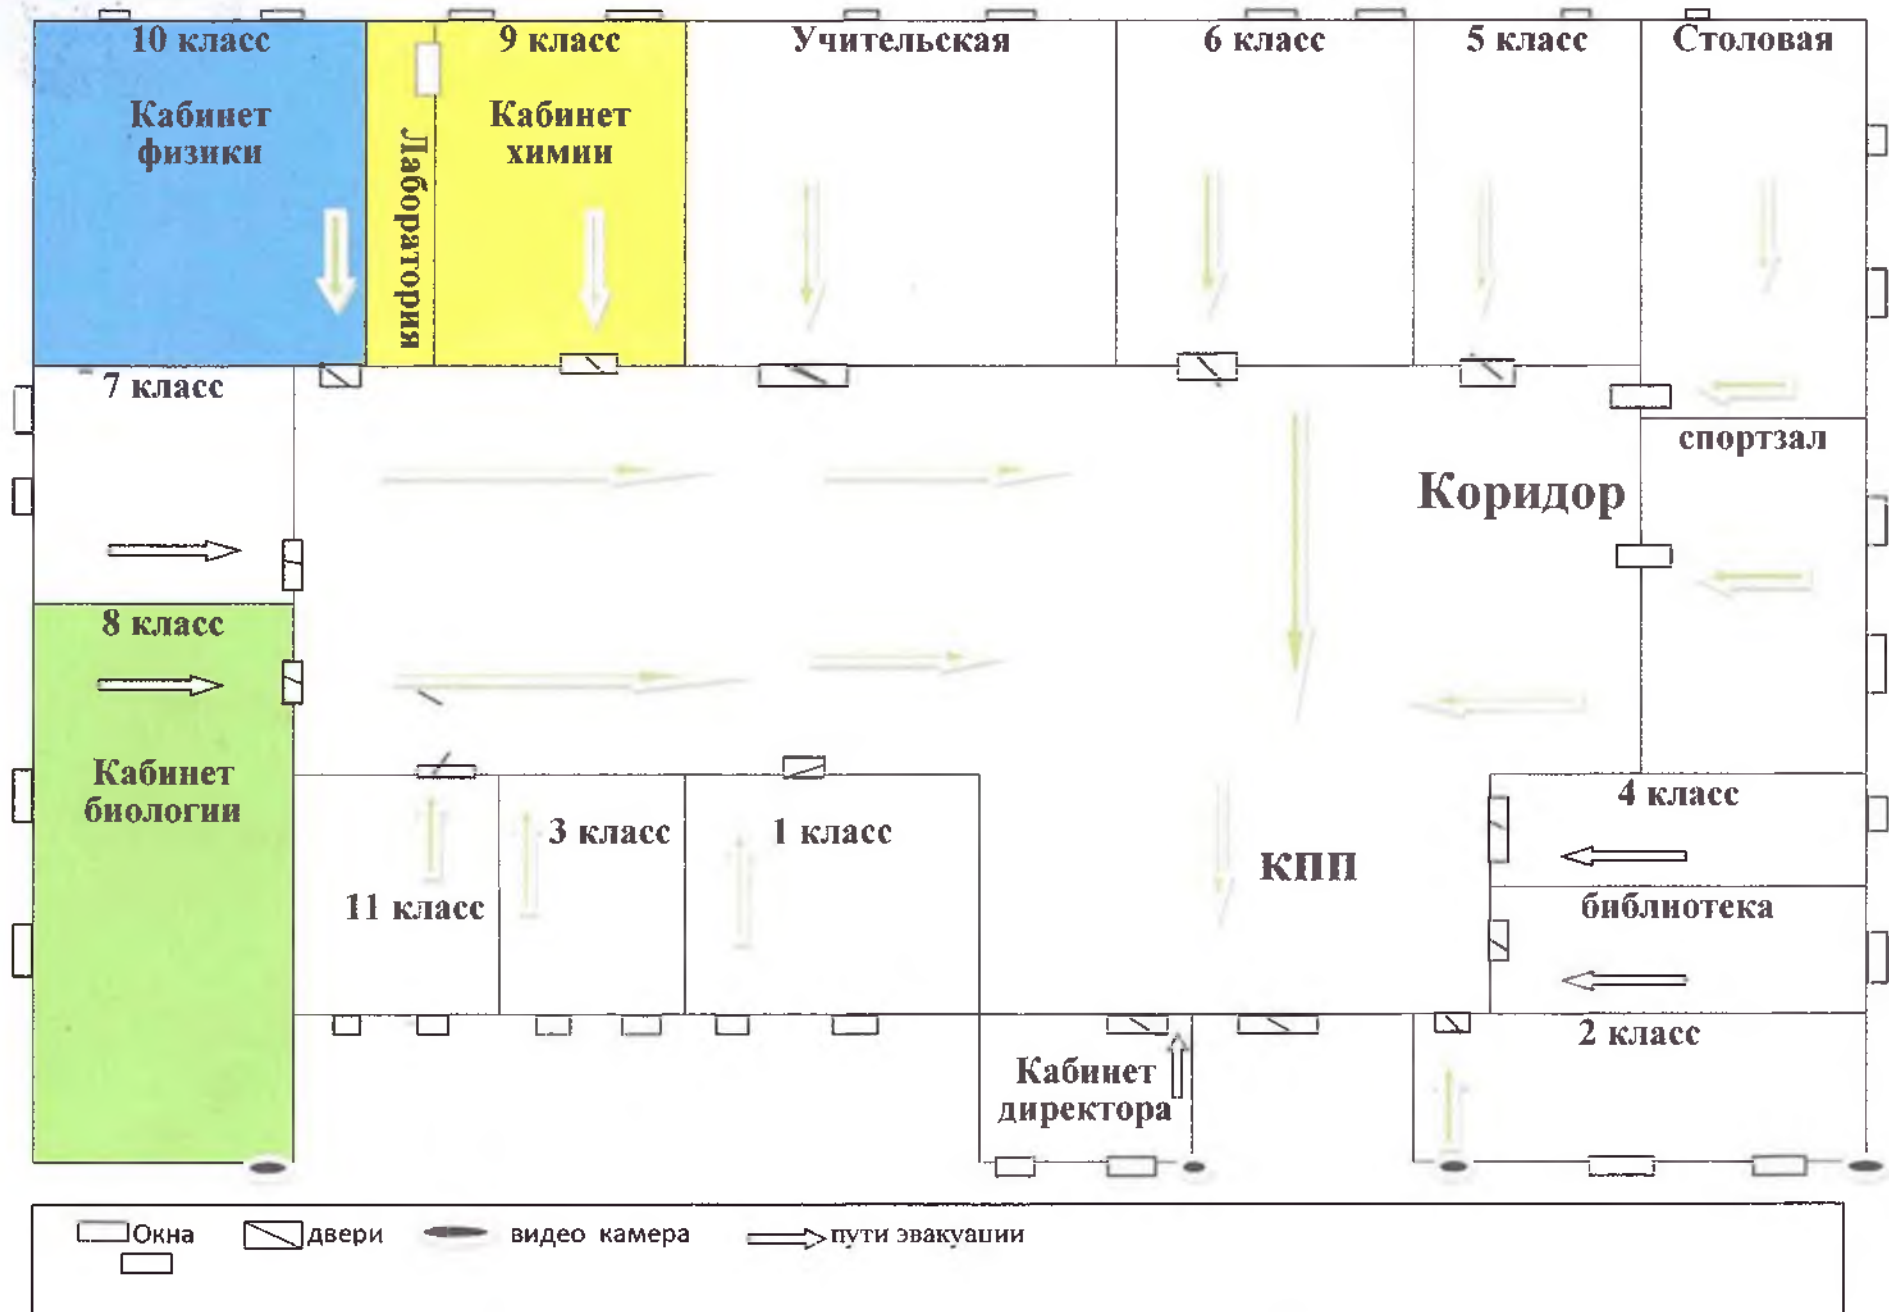 10 класс
Кабинет
физики
Лаборатория
9 класс
Кабинет
химии
Учительская
6 класс
5 класс
Столовая
7 класс
спортзал
Коридор
8 класс
Кабинет
биологии
11 класс
3 класс
1 класс
КПП
4 класс
библиотека
2 класс
Кабинет
директора
Окна
двери
видео камера
пути эвакуации